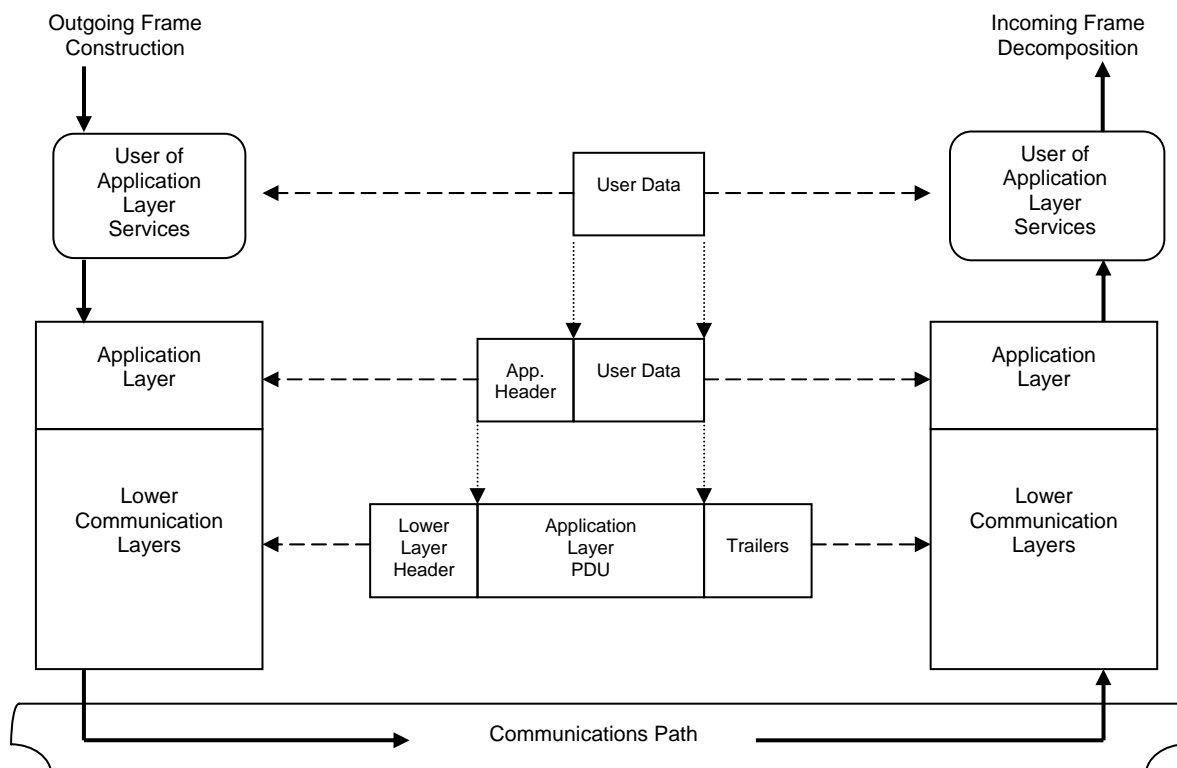 Outgoing Frame
Construction
Incoming Frame
Decomposition
User of
Application
Layer
Services
User Data
User of
Application
Layer
Services
Application
Layer
App.
Header
User Data
Application
Layer
Lower
Communication
Layers
Lower
Layer
Header
Application
Layer
PDU
Trailers
Lower
Communication
Layers
Communications Path